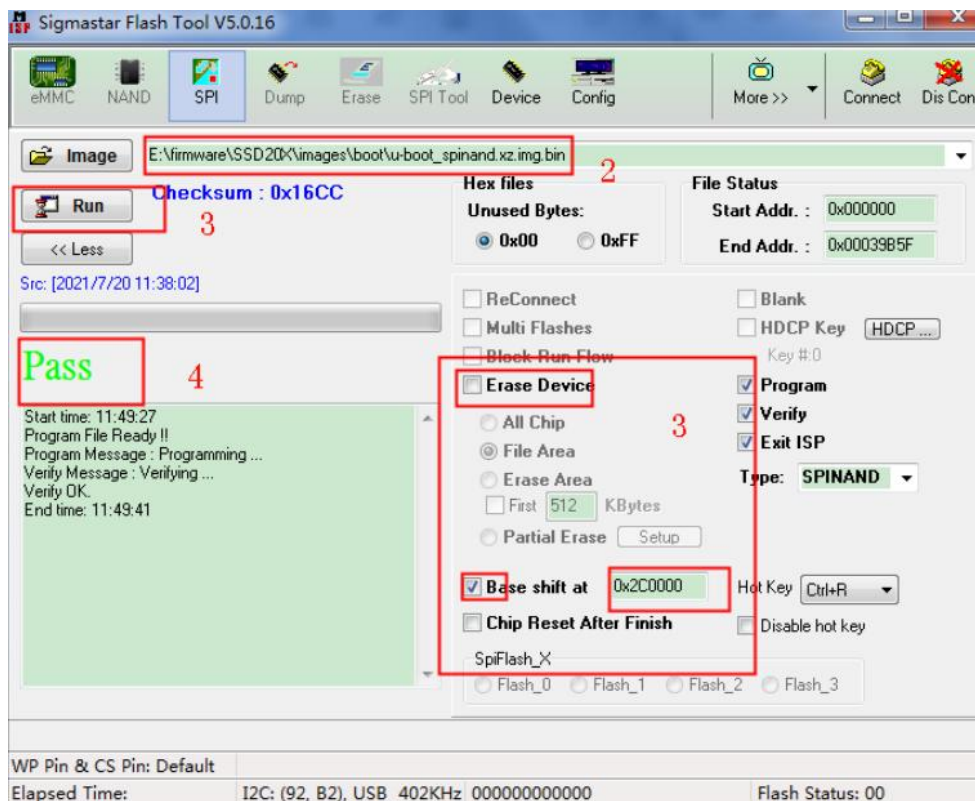 M ISP Sigmastar Flash Tool V5.0.16
eMMC NAND SPI Dump Erase SPI Tool Device Config More >> Connect Dis Con
Image E:\firmware\SSD20X\images\boot\u-boot_spinand.xz.img.bin
2
Run
3
Checksum : 0x16CC
<< Less
Hex files
Unused Bytes:
0x00 0xFF
File Status
Start Addr. : 0x000000
End Addr. : 0x00039B5F
Src: [2021/7/20 11:38:02]
Pass
4
Start time: 11:49:27
Program File Ready !!
Program Message : Programming ...
Verify Message : Verifying ...
Verify OK.
End time: 11:49:41
ReConnect
Multi Flashes
Block Run Flow
Erase Device
All Chip
3
File Area
Erase Area
First 512 KBytes
Partial Erase Setup
Base shift at 0x2C0000
Chip Reset After Finish
Blank
HDCP Key HDCP ...
Key #:0
Program
Verify
Exit ISP
Type: SPINAND
Hot Key Ctrl+R
Disable hot key
SpiFlash_X
Flash_0 Flash_1 Flash_2 Flash_3
WP Pin & CS Pin: Default
Elapsed Time: I2C: (92, B2), USB 402KHz 000000000000 Flash Status: 00